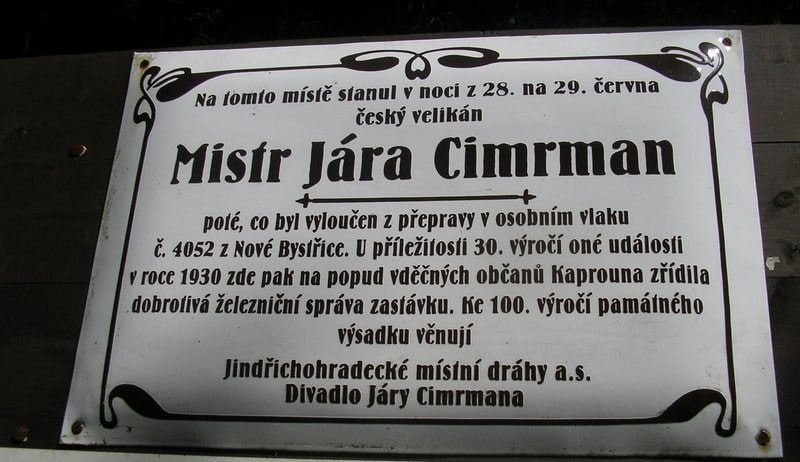 Na tomto místě stanul v noci z 28. na 29. června
český velikán
Mistr Jára Cimrman
poté, co byl vyloučen z přepravy v osobním vlaku
č. 4052 z Nové Bystřice. U příležitosti 30. výročí oné události
v roce 1930 zde pak na popud vděčných občanů Kaprouna zřídila
dobrotivá železniční správa zastávku. Ke 100. výročí památného
výsadku věnují
Jindřichohradecké místní dráhy a.s.
Divadlo Járy Cimrmana